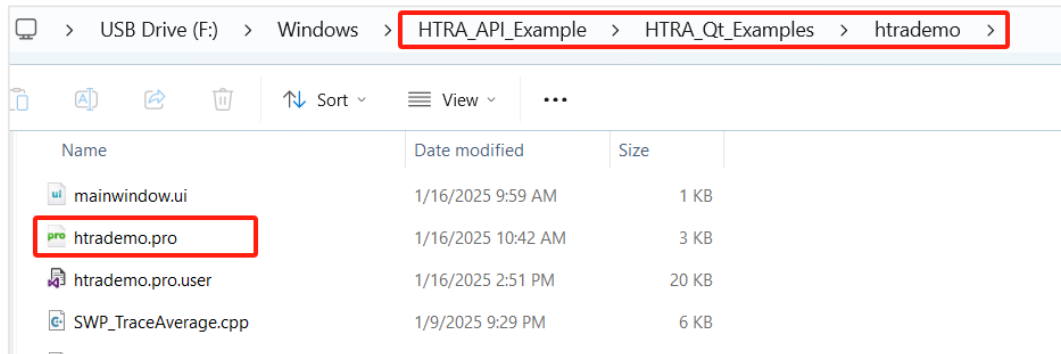 > USB Drive (F:) > Windows > HTRA_API_Example > HTRA_Qt_Examples > htrademo >
Sort View ...
Name Date modified Size
ui mainwindow.ui 1/16/2025 9:59 AM 1 KB
pro htrademo.pro 1/16/2025 10:42 AM 3 KB
htrademo.pro.user 1/16/2025 2:51 PM 20 KB
SWP_TraceAverage.cpp 1/9/2025 9:29 PM 6 KB